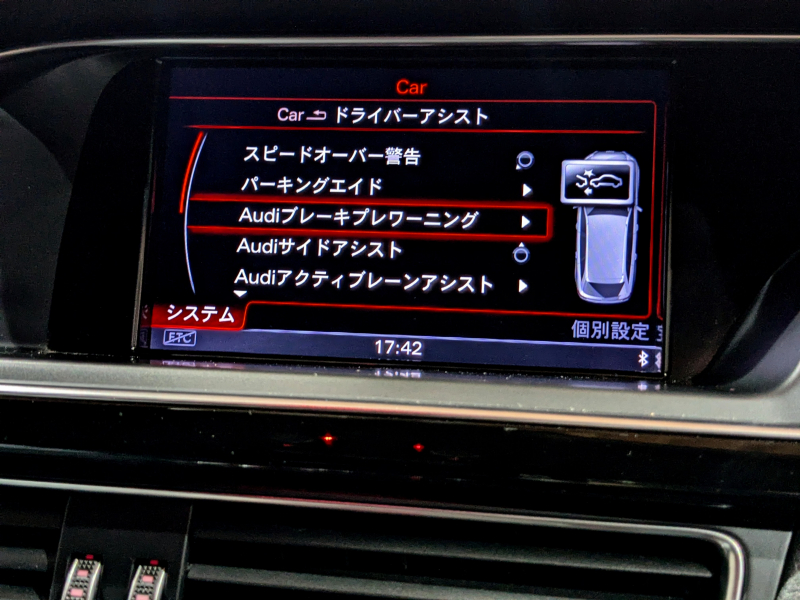 Car
Car ドライバーアシスト
スピードオーバー警告
パーキングエイド
Audiブレーキプレワーニング
Audiサイドアシスト
Audiアクティブレーンアシスト
システム
個別設定
ETC
17:42